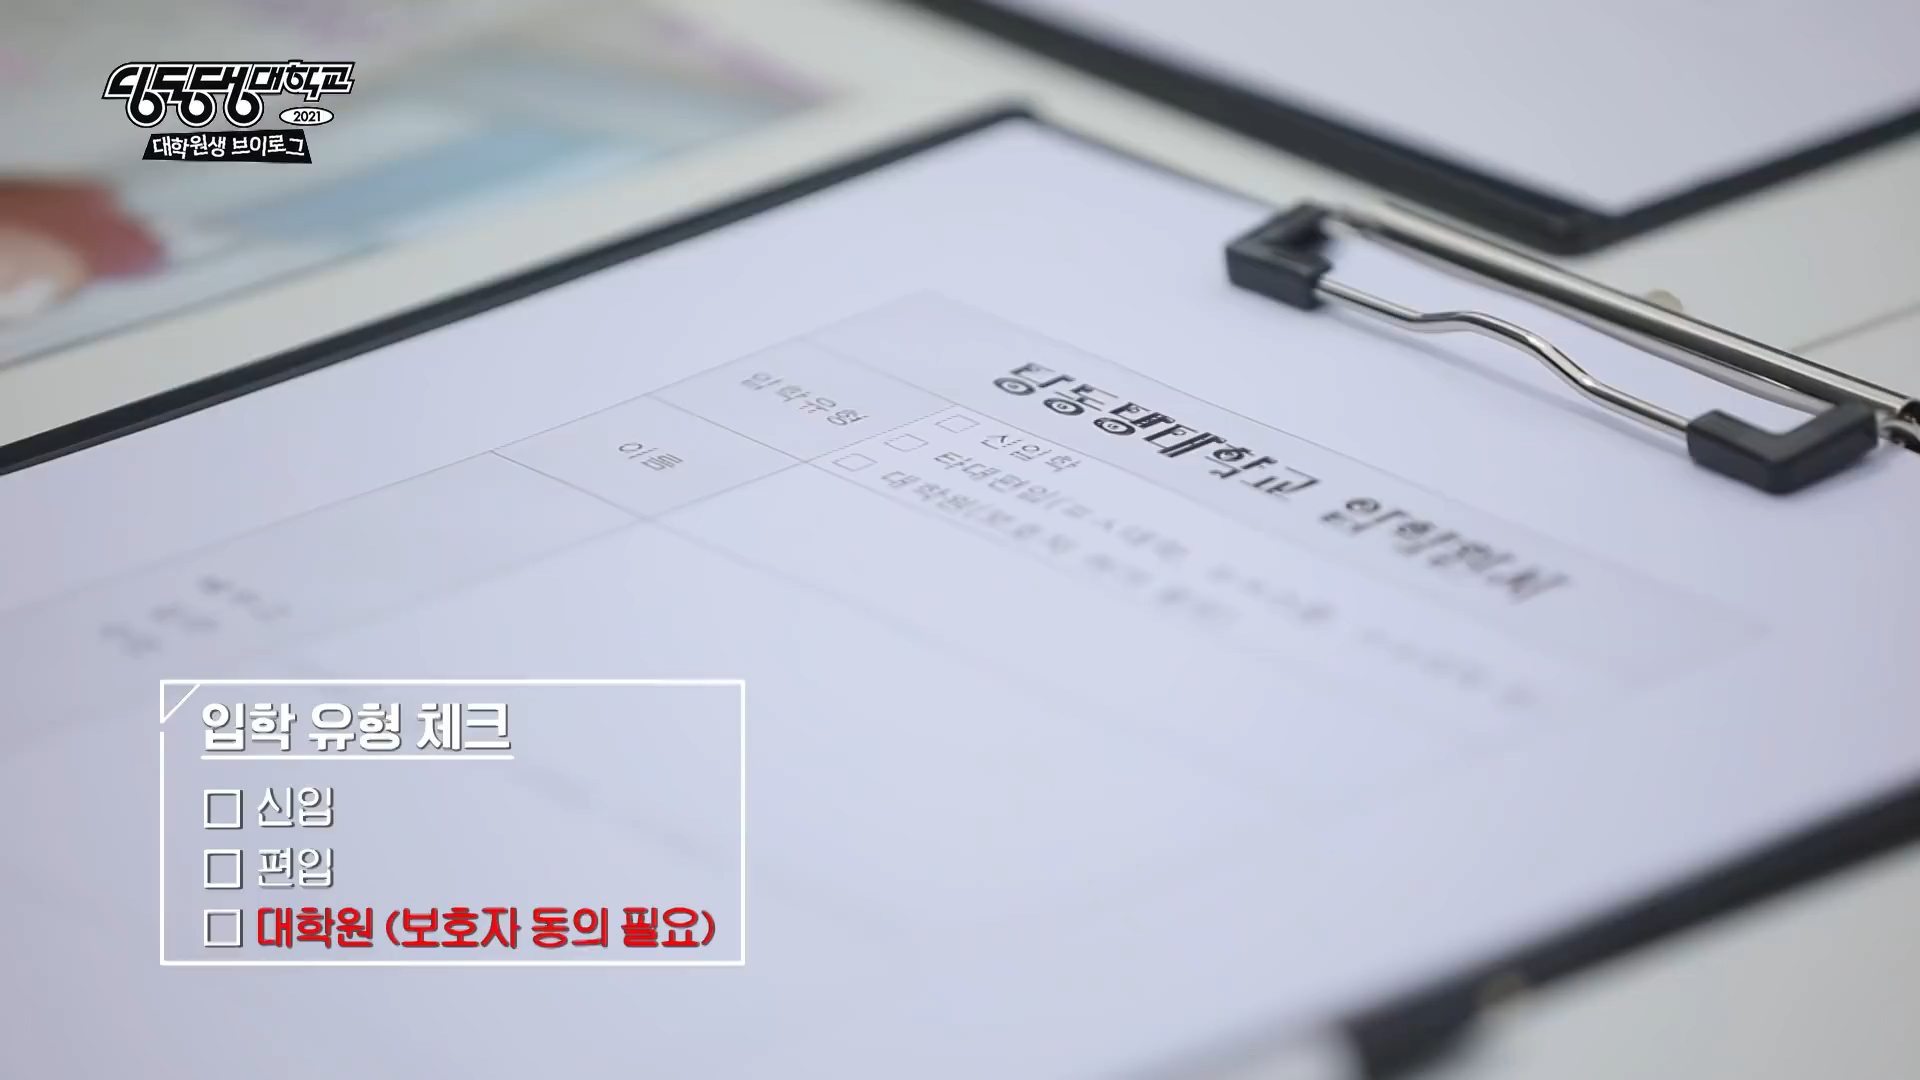 딩동댕대학교
2021
대학원생 브이로그
딩동댕대학교 입학원서
입학유형
신입학
타대편입
대학원
이름
입학 유형 체크
신입
편입
대학원 (보호자 동의 필요)